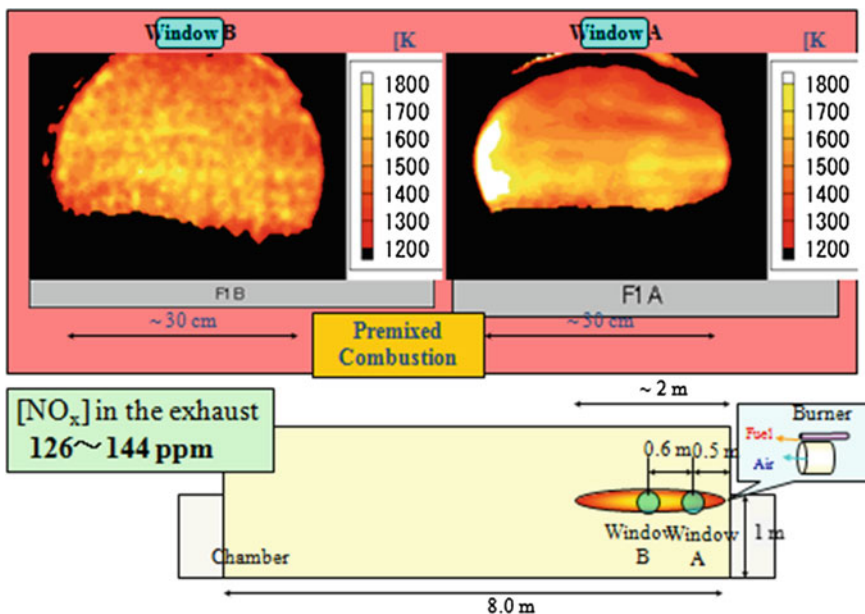 Window B
[K
1800
1700
1600
1500
1400
1300
1200
F1 B
~ 30 cm
Window A
[K
1800
1700
1600
1500
1400
1300
1200
F1 A
~ 30 cm
Premixed
Combustion
[NOx] in the exhaust
126～144 ppm
~ 2 m
Burner
Fuel
Air
0.6 m
0.5 m
Window
B
Window
A
1 m
Chamber
8.0 m